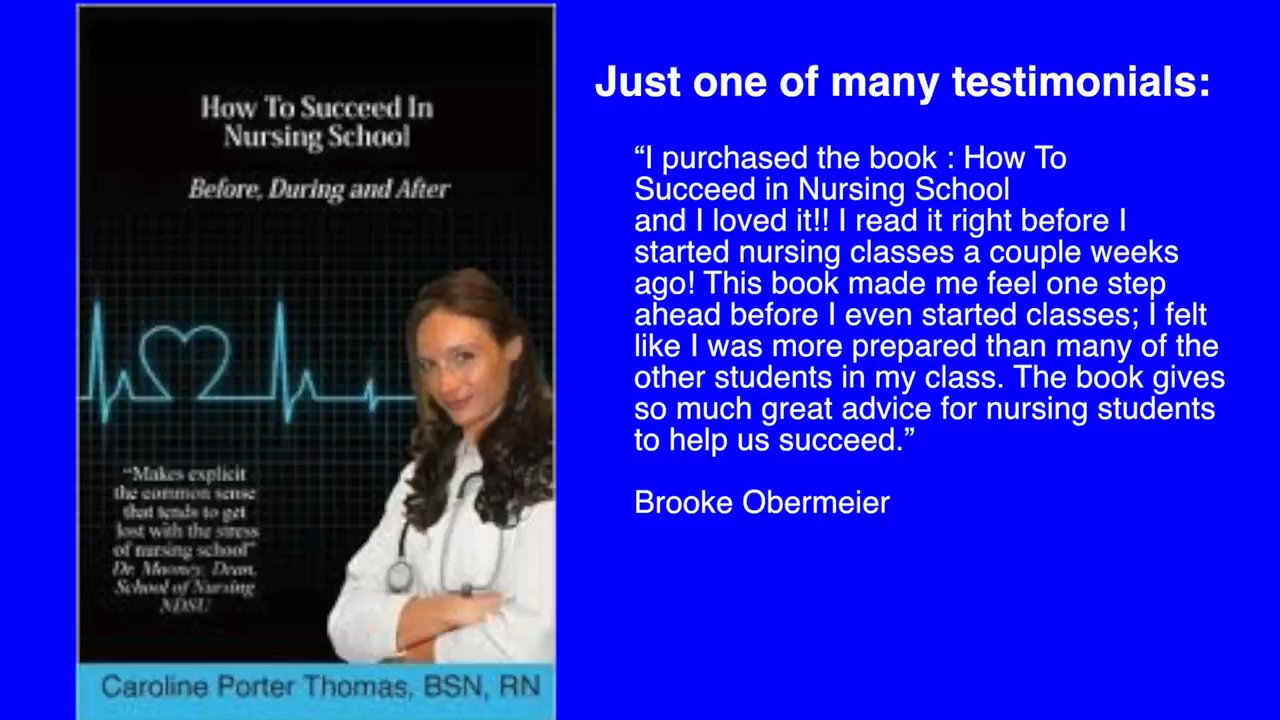 How To Succeed In
Nursing School
Before, During and After
“Makes explicit
the common sense
that tends to get
lost with the stress
of nursing school”
Dr. Mooney, Dean,
School of Nursing
NDSU
Caroline Porter Thomas, BSN, RN
Just one of many testimonials:
“I purchased the book : How To
Succeed in Nursing School
and I loved it!! I read it right before I
started nursing classes a couple weeks
ago! This book made me feel one step
ahead before I even started classes; I felt
like I was more prepared than many of the
other students in my class. The book gives
so much great advice for nursing students
to help us succeed.”
Brooke Obermeier